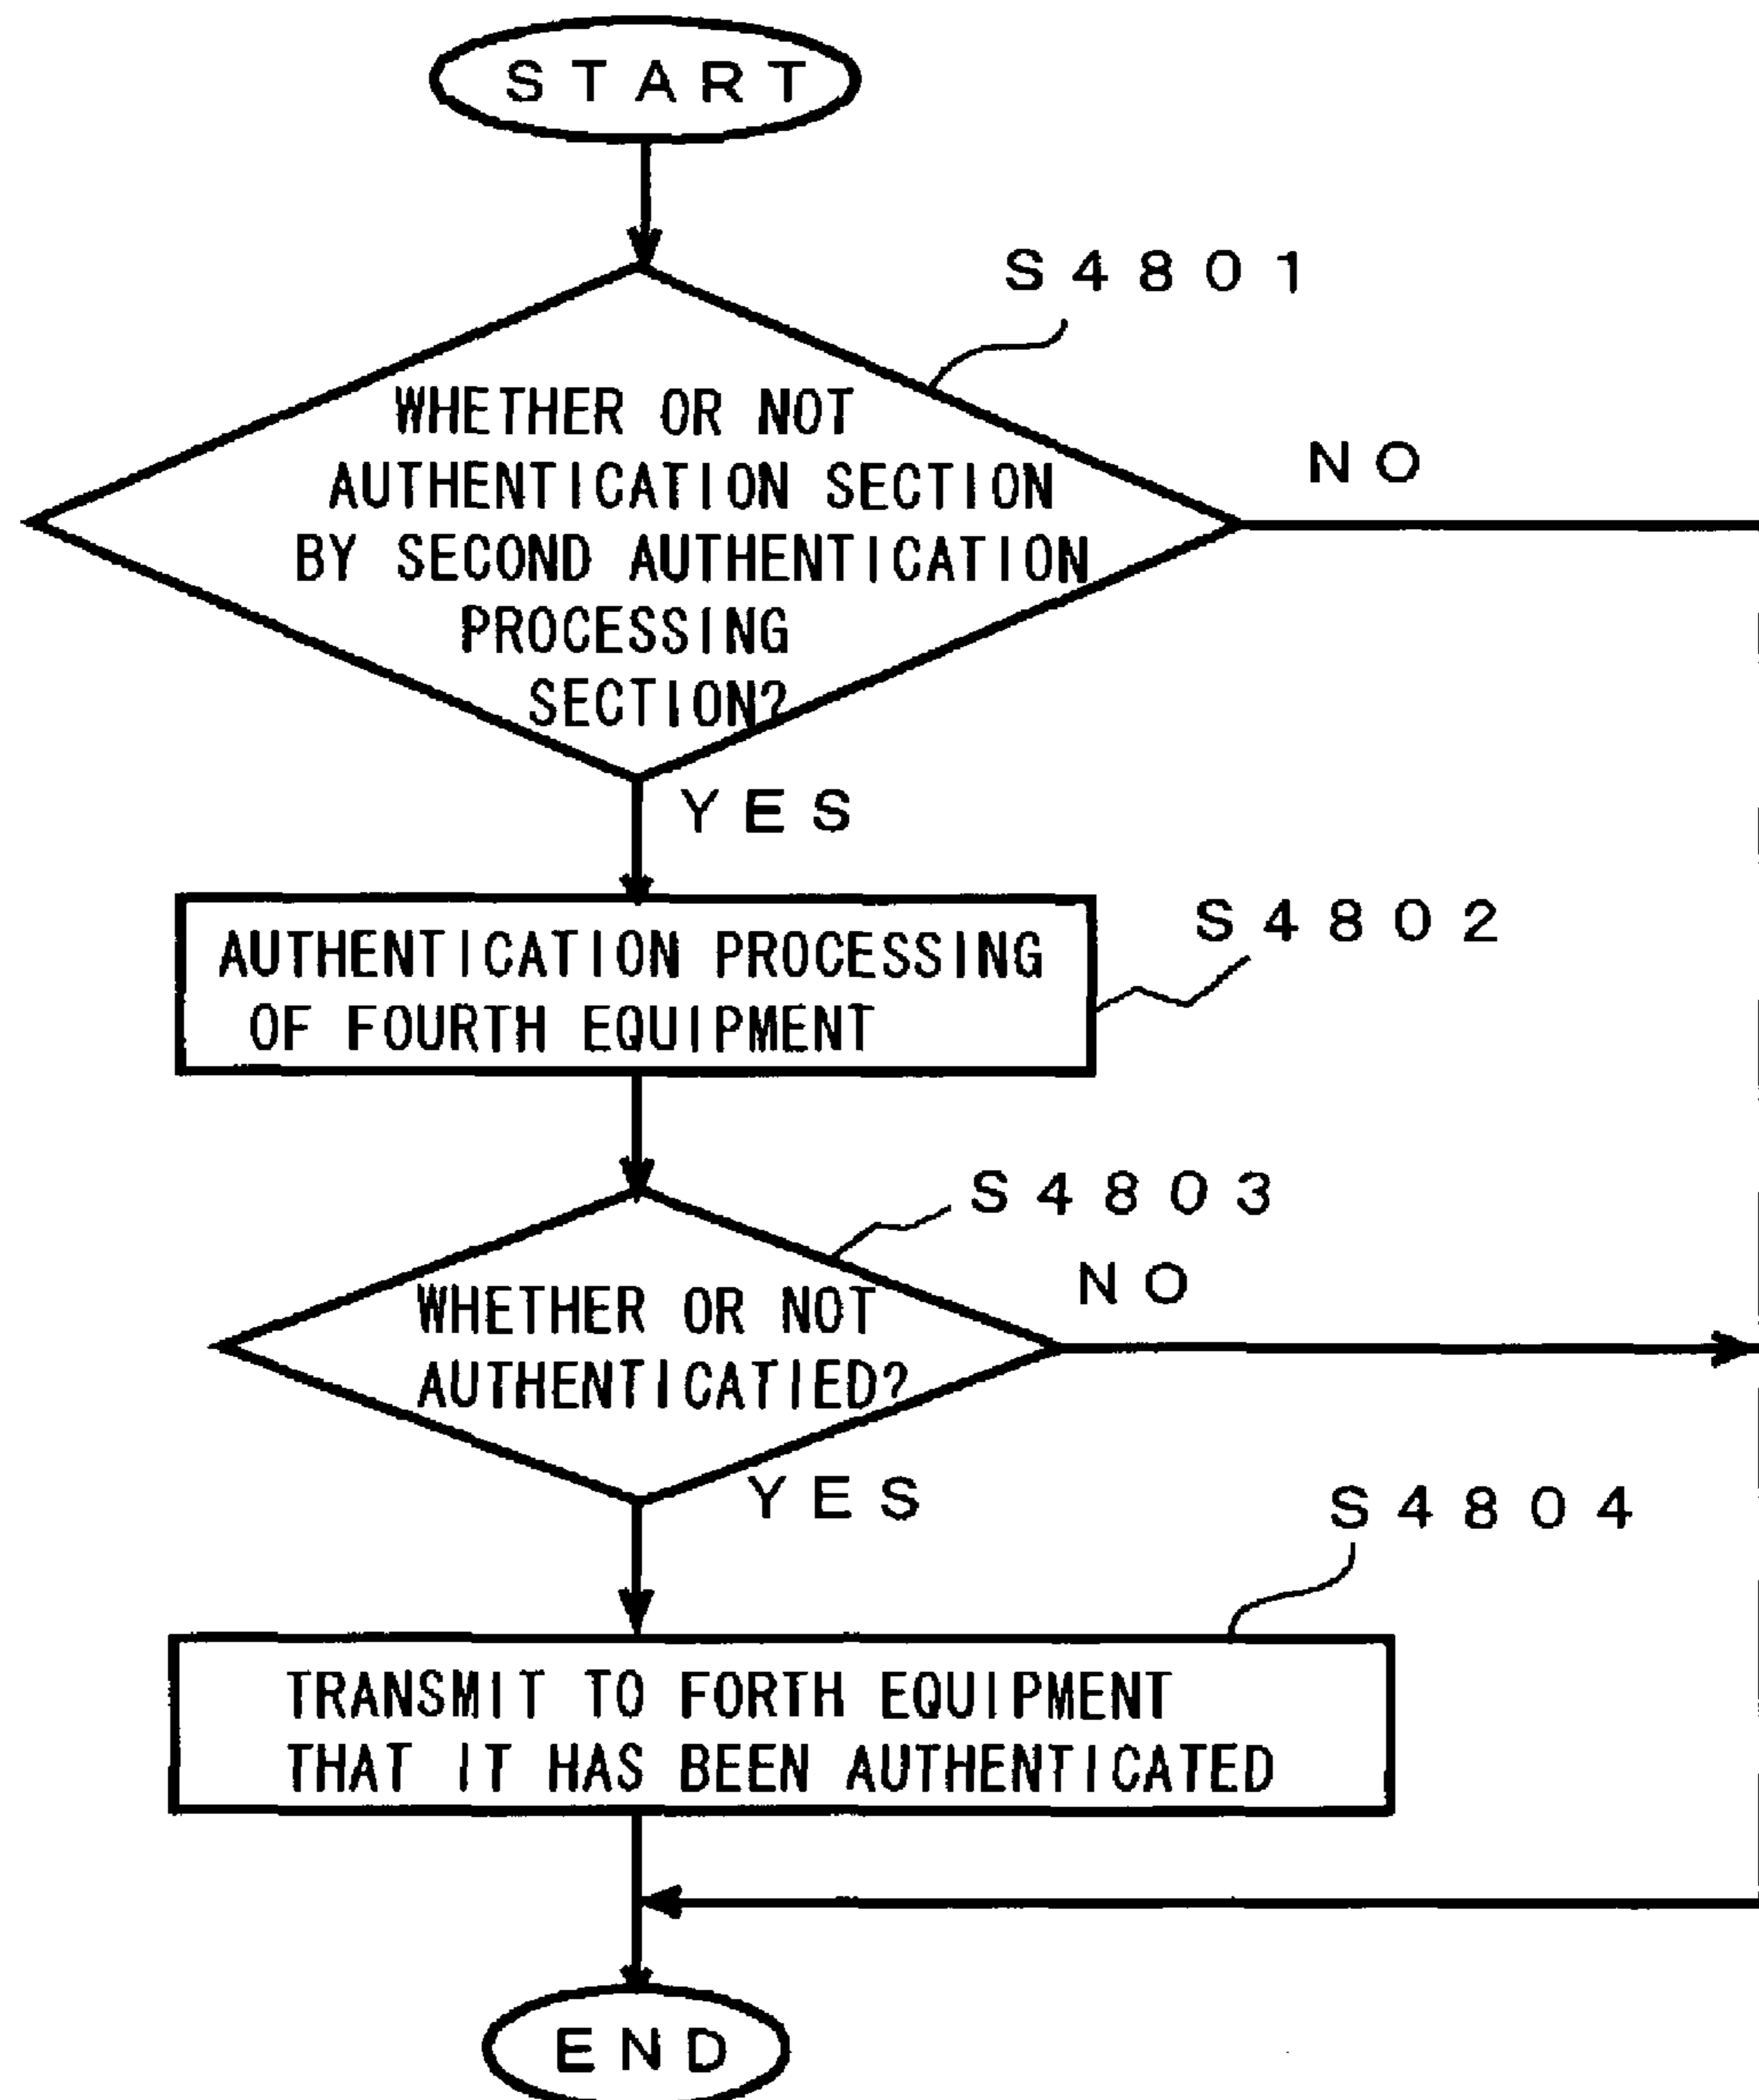 START
S4801
WHETHER OR NOT
AUTHENTICATION SECTION
BY SECOND AUTHENTICATION
PROCESSING
SECTION?
NO
YES
S4802
AUTHENTICATION PROCESSING
OF FOURTH EQUIPMENT
S4803
NO
WHETHER OR NOT
AUTHENTICATIED?
YES
S4804
TRANSMIT TO FORTH EQUIPMENT
THAT IT HAS BEEN AUTHENTICATED
END